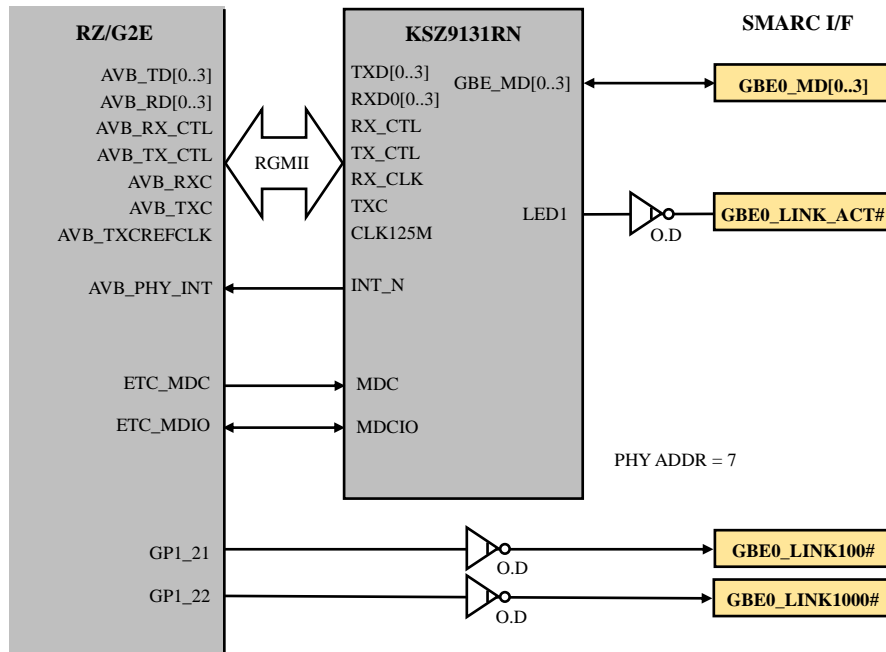 RZ/G2E
KSZ9131RN
SMARC I/F
AVB_TD[0..3]
AVB_RD[0..3]
AVB_RX_CTL
AVB_TX_CTL
AVB_RXC
AVB_TXC
AVB_TXCREFCLK
RGMII
TXD[0..3]
RXD0[0..3]
RX_CTL
TX_CTL
RX_CLK
TXC
CLK125M
GBE_MD[0..3]
GBE0_MD[0..3]
LED1
O.D
GBE0_LINK_ACT#
AVB_PHY_INT
INT_N
ETC_MDC
MDC
ETC_MDIO
MDCIO
PHY ADDR = 7
GP1_21
O.D
GBE0_LINK100#
GP1_22
O.D
GBE0_LINK1000#